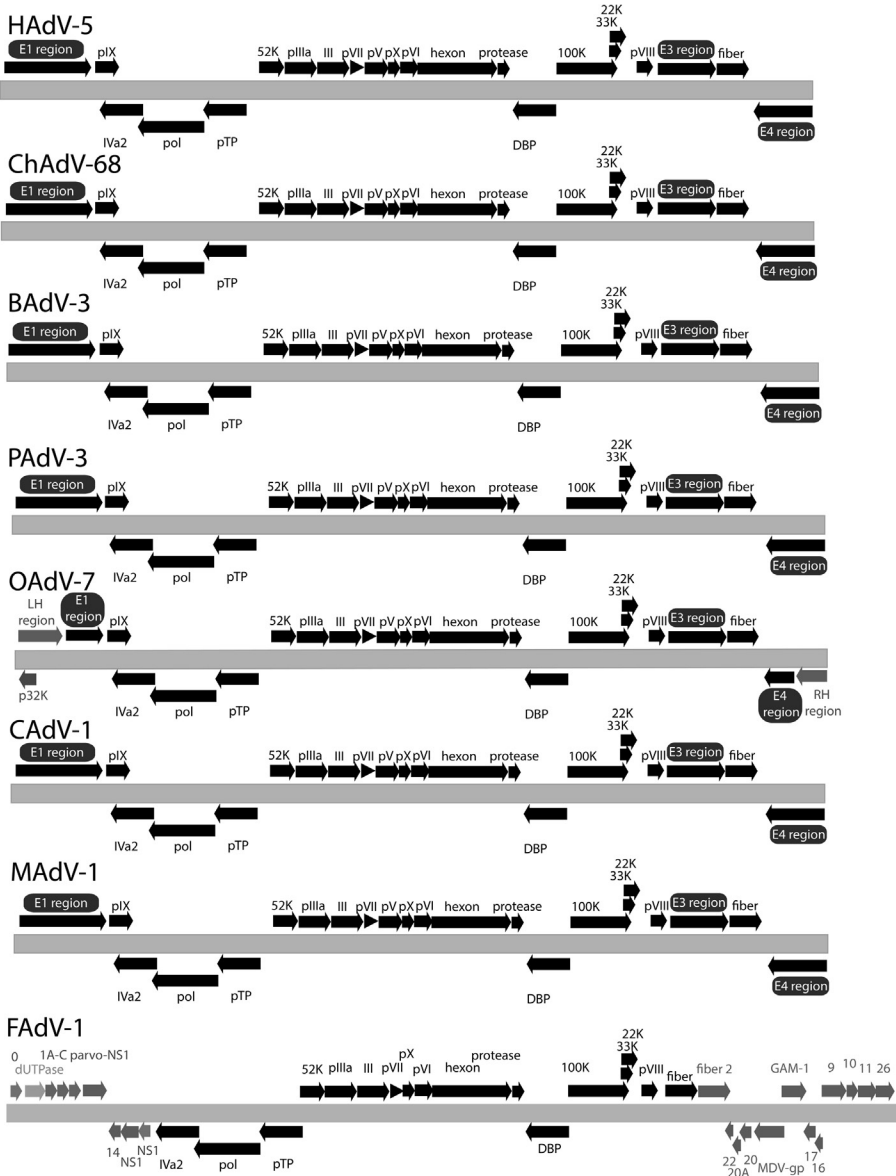 HAdV-5
22K
33K
E1 region pIX 52K pIIIa III pVII pV pX pVI hexon protease 100K pVIII E3 region fiber
IVa2 pol pTP DBP E4 region
ChAdV-68
22K
33K
E1 region pIX 52K pIIIa III pVII pV pX pVI hexon protease 100K pVIII E3 region fiber
IVa2 pol pTP DBP E4 region
BAdV-3
22K
33K
E1 region pIX 52K pIIIa III pVII pV pX pVI hexon protease 100K pVIII E3 region fiber
IVa2 pol pTP DBP E4 region
PAdV-3
22K
33K
E1 region pIX 52K pIIIa III pVII pV pX pVI hexon protease 100K pVIII E3 region fiber
IVa2 pol pTP DBP E4 region
OAdV-7
22K
33K
LH region E1 region pIX 52K pIIIa III pVII pV pX pVI hexon protease 100K pVIII E3 region fiber
p32K IVa2 pol pTP DBP E4 region RH region
CAdV-1
22K
33K
E1 region pIX 52K pIIIa III pVII pV pX pVI hexon protease 100K pVIII E3 region fiber
IVa2 pol pTP DBP E4 region
MAdV-1
22K
33K
E1 region pIX 52K pIIIa III pVII pV pX pVI hexon protease 100K pVIII E3 region fiber
IVa2 pol pTP DBP E4 region
FAdV-1
22K
33K
0 dUTPase 1A-C parvo-NS1 52K pIIIa III pVII pX pVI hexon protease 100K pVIII fiber fiber 2 GAM-1 9 10 11 26
14 NS1 NS1 IVa2 pol pTP DBP 22 20A 20 MDV-gp 17 16